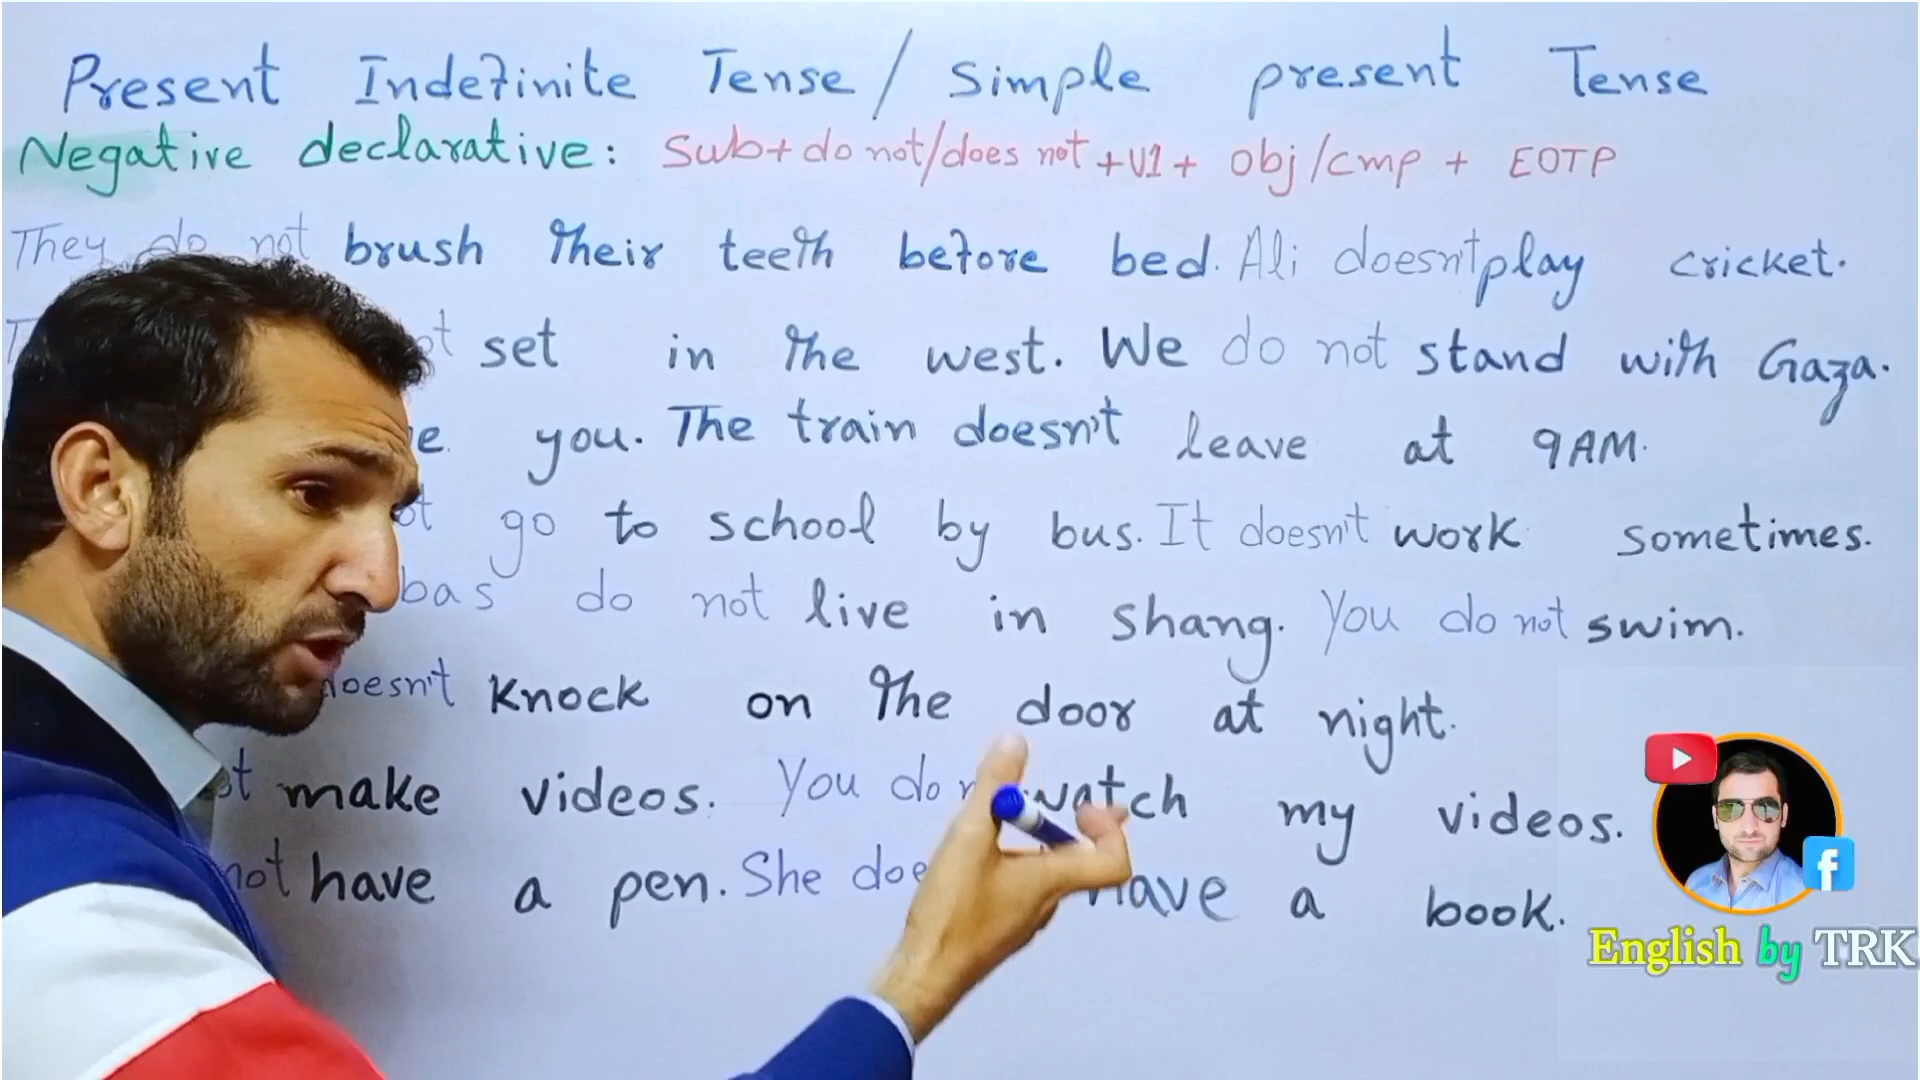 Present Indefinite Tense / Simple present Tense
Negative declarative: Sub + do not/does not + V1 + Obj/cmp + EOTP
They do not brush their teeth before bed. Ali doesn't play cricket.
set in the west. We do not stand with Gaza.
you. The train doesn't leave at 9AM.
go to school by bus. It doesn't work sometimes.
do not live in shang. You do not swim.
doesn't knock on the door at night.
make videos. You do watch my videos.
not have a pen. She have a book.
English by TRK